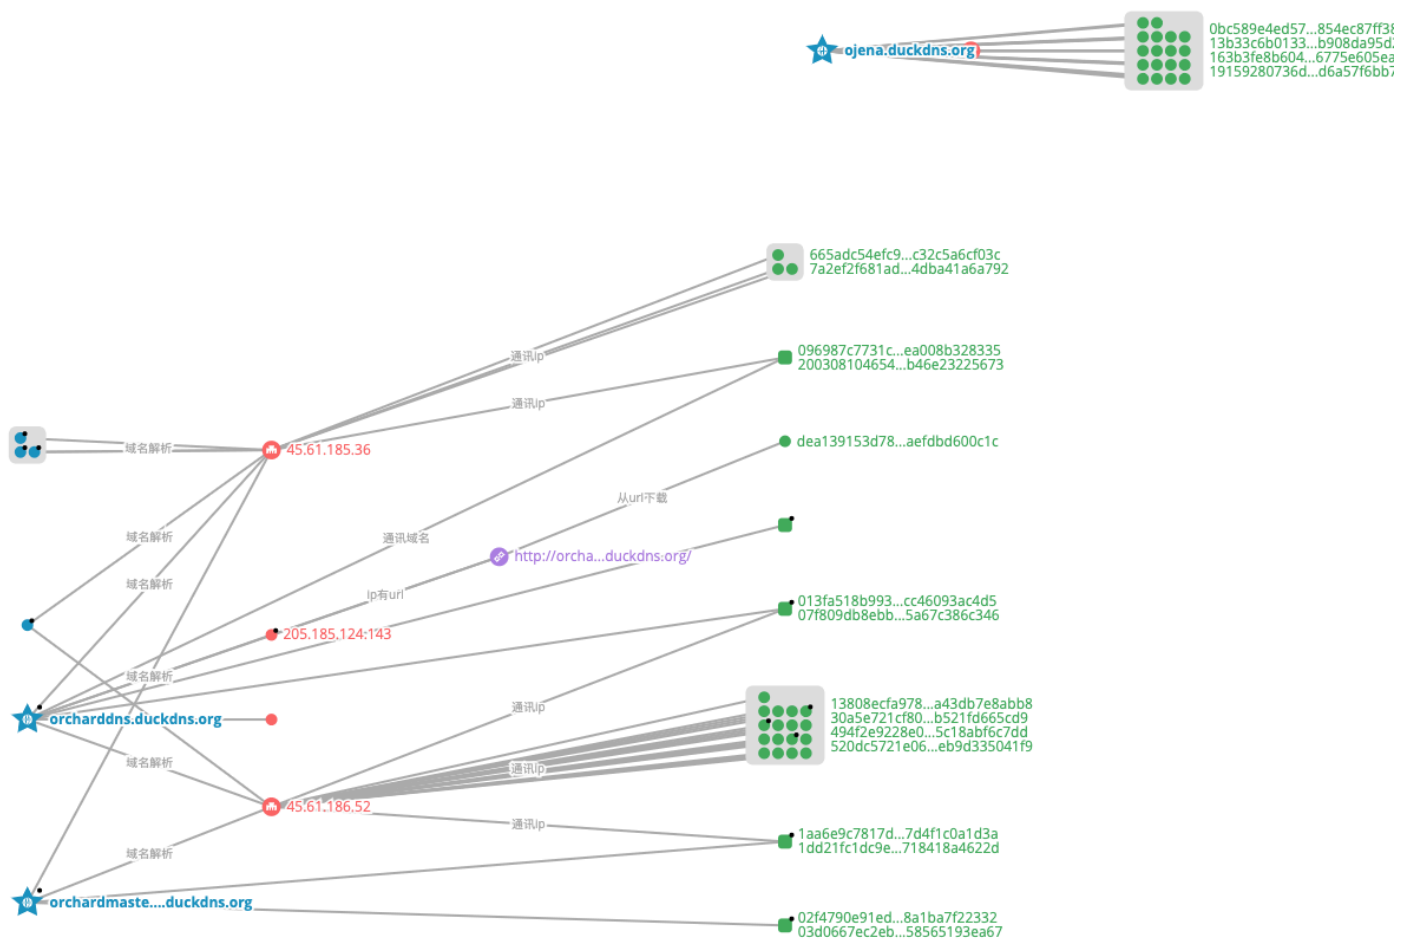 ojena.duckdns.org
0bc589e4ed57...854ec87ff38
13b33c6b0133...b908da95d2
163b3fe8b604...6775e605ea
19159280736d...d6a57f6bb7
665adc54efc9...c32c5a6cf03c
7a2ef2f681ad...4dba41a6a792
通讯ip
096987c7731c...ea008b328335
200308104654...b46e23225673
通讯ip
域名解析
45.61.185.36
dea139153d78...aefdbd600c1c
从url下载
域名解析
通讯域名
http://orcha...duckdns.org/
域名解析
ip有url
013fa518b993...cc46093ac4d5
07f809db8ebb...5a67c386c346
205.185.124.143
域名解析
orcharddns.duckdns.org
通讯ip
13808ecfa978...a43db7e8abb8
30a5e721cf80...b521fd665cd9
494f2e9228e0...5c18abf6c7dd
520dc5721e06...eb9d335041f9
域名解析
通讯ip
45.61.186.52
通讯ip
1aa6e9c7817d...7d4f1c0a1d3a
1dd21fc1dc9e...718418a4622d
域名解析
orchardmaste....duckdns.org
02f4790e91ed...8a1ba7f22332
03d0667ec2eb...58565193ea67